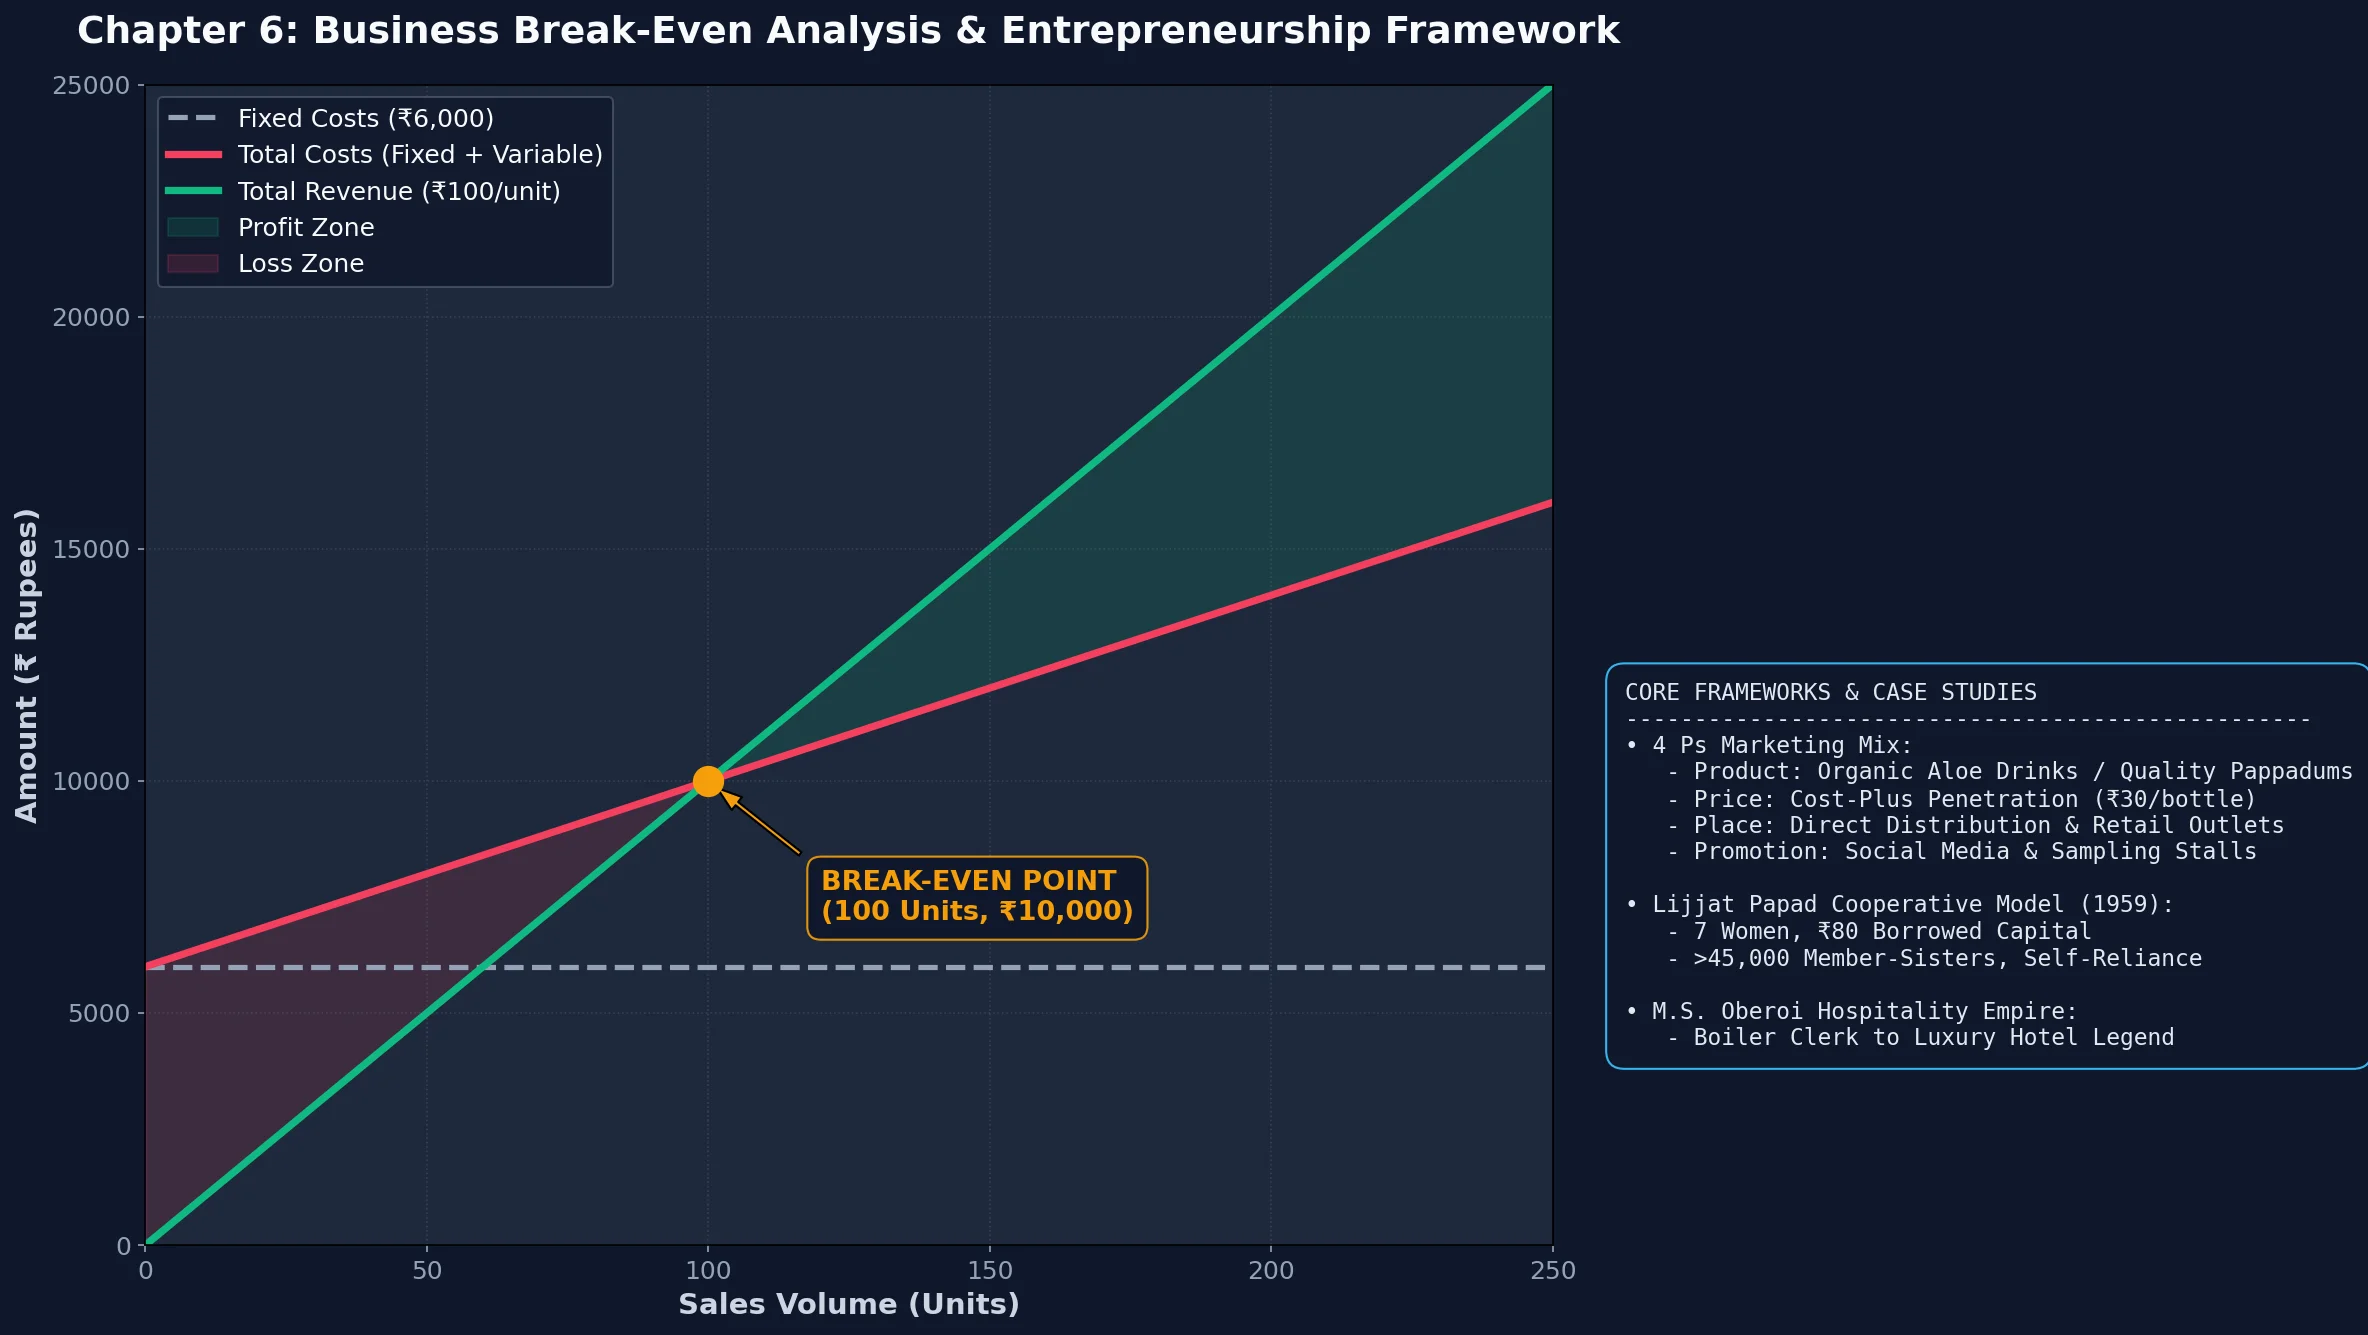 Chapter 6: Business Break-Even Analysis & Entrepreneurship Framework
Amount (₹ Rupees)
25000
20000
15000
10000
5000
0
Fixed Costs (₹6,000)
Total Costs (Fixed + Variable)
Total Revenue (₹100/unit)
Profit Zone
Loss Zone
BREAK-EVEN POINT
(100 Units, ₹10,000)
0 50 100 150 200 250
Sales Volume (Units)
CORE FRAMEWORKS & CASE STUDIES
--------------------------------------------------
• 4 Ps Marketing Mix:
- Product: Organic Aloe Drinks / Quality Pappadums
- Price: Cost-Plus Penetration (₹30/bottle)
- Place: Direct Distribution & Retail Outlets
- Promotion: Social Media & Sampling Stalls
• Lijjat Papad Cooperative Model (1959):
- 7 Women, ₹80 Borrowed Capital
- >45,000 Member-Sisters, Self-Reliance
• M.S. Oberoi Hospitality Empire:
- Boiler Clerk to Luxury Hotel Legend